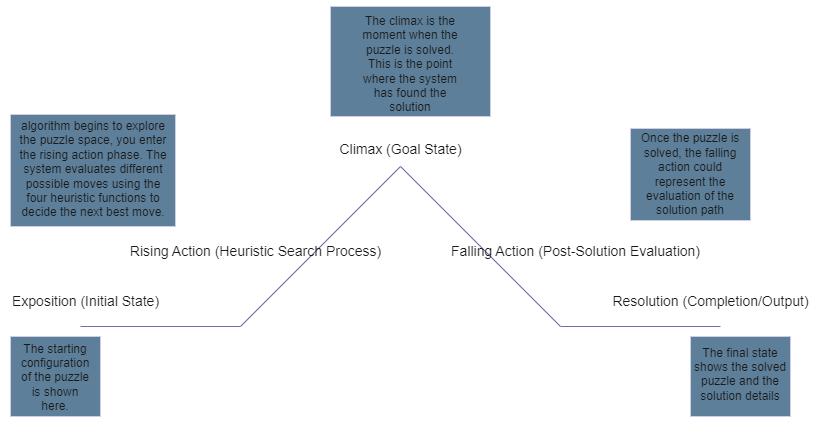 The climax is the
moment when the
puzzle is solved.
This is the point
where the system
has found the
solution
algorithm begins to explore
the puzzle space, you enter
the rising action phase. The
system evaluates different
possible moves using the
four heuristic functions to
decide the next best move.
Climax (Goal State)
Once the puzzle is
solved, the falling
action could
represent the
evaluation of the
solution path
Rising Action (Heuristic Search Process)
Falling Action (Post-Solution Evaluation)
Exposition (Initial State)
Resolution (Completion/Output)
The starting
configuration
of the puzzle
is shown
here.
The final state
shows the solved
puzzle and the
solution details